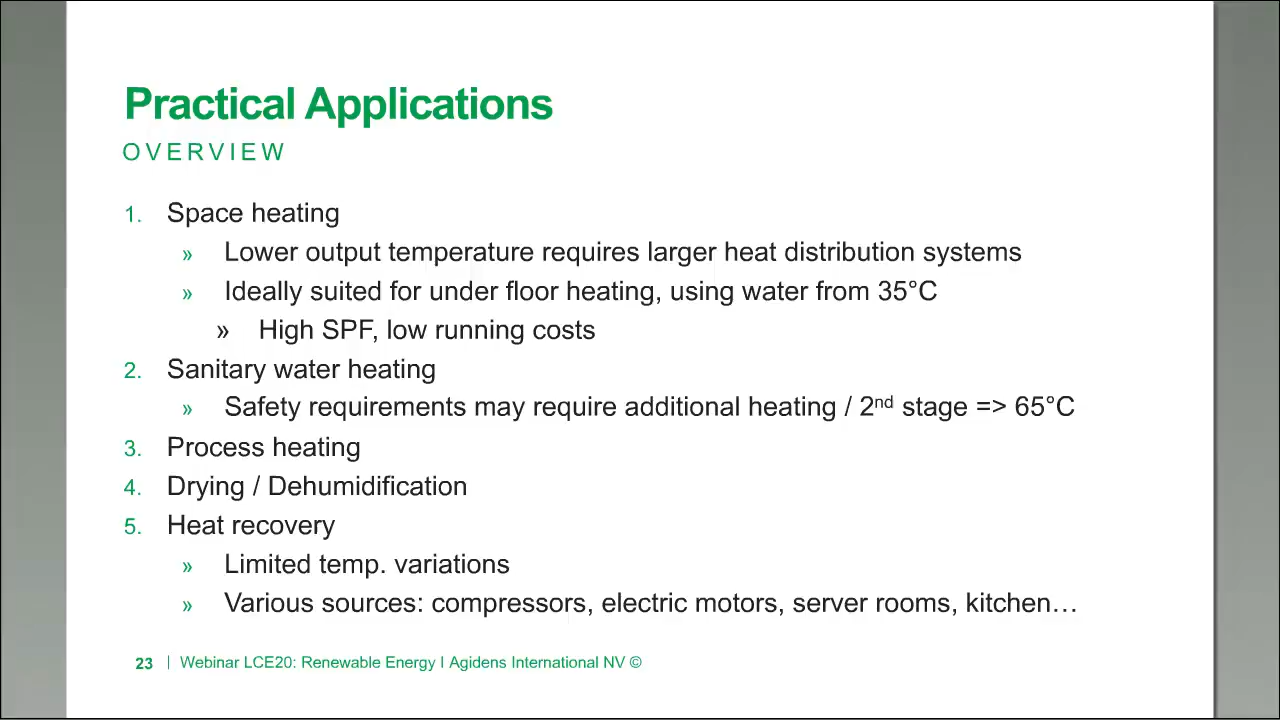 Practical Applications
OVERVIEW
1. Space heating
» Lower output temperature requires larger heat distribution systems
» Ideally suited for under floor heating, using water from 35°C
» High SPF, low running costs
2. Sanitary water heating
» Safety requirements may require additional heating / 2nd stage => 65°C
3. Process heating
4. Drying / Dehumidification
5. Heat recovery
» Limited temp. variations
» Various sources: compressors, electric motors, server rooms, kitchen…
23 | Webinar LCE20: Renewable Energy I Agidens International NV ©